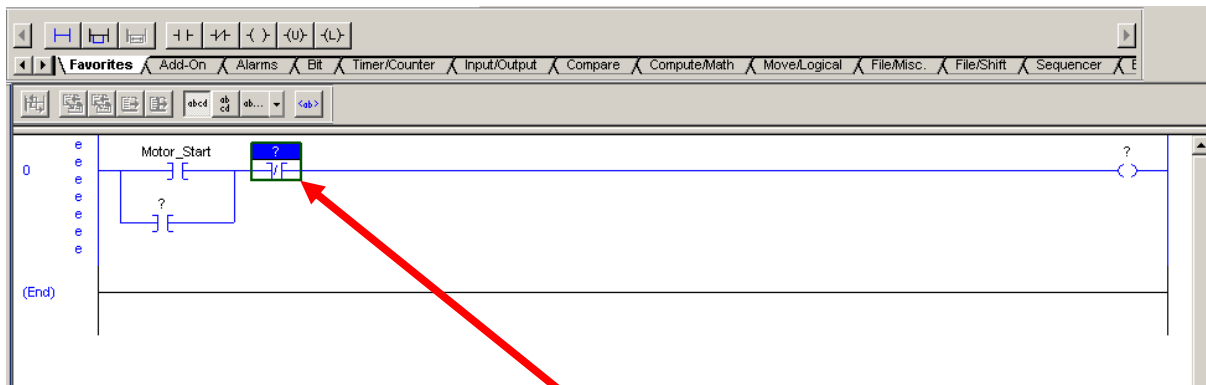 (U) (L)
Favorites Add-On Alarms Bit Timer/Counter Input/Output Compare Compute/Math Move/Logical File/Misc. File/Shift Sequencer E
abcd ab cd ab... <ab>
0
e
e
e
e
e
e
e
Motor_Start
?
?
?
(End)